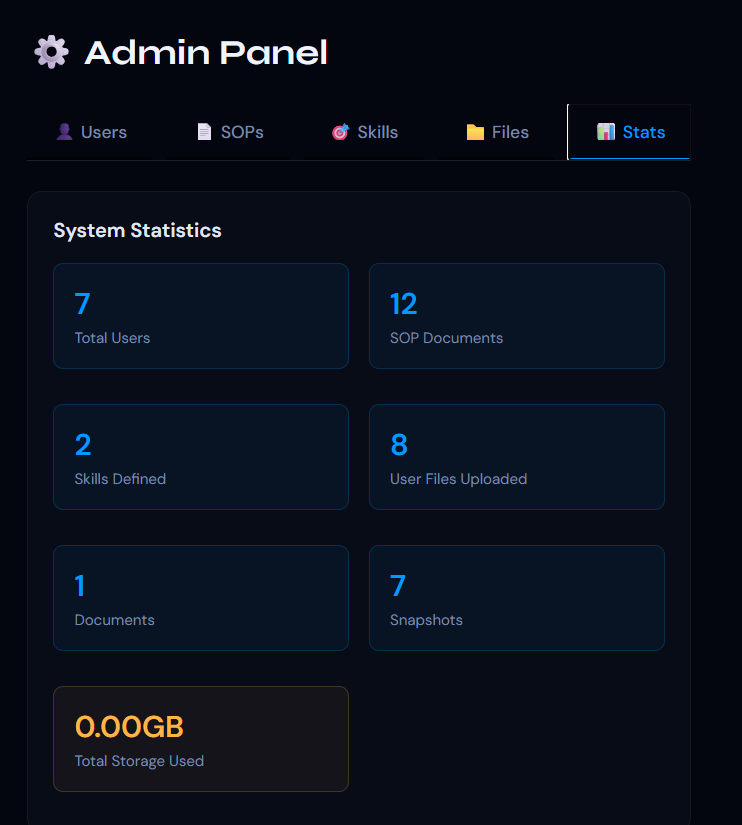 Admin Panel
Users SOPs Skills Files Stats
System Statistics
7 12
Total Users SOP Documents
2 8
Skills Defined User Files Uploaded
1 7
Documents Snapshots
0.00GB
Total Storage Used